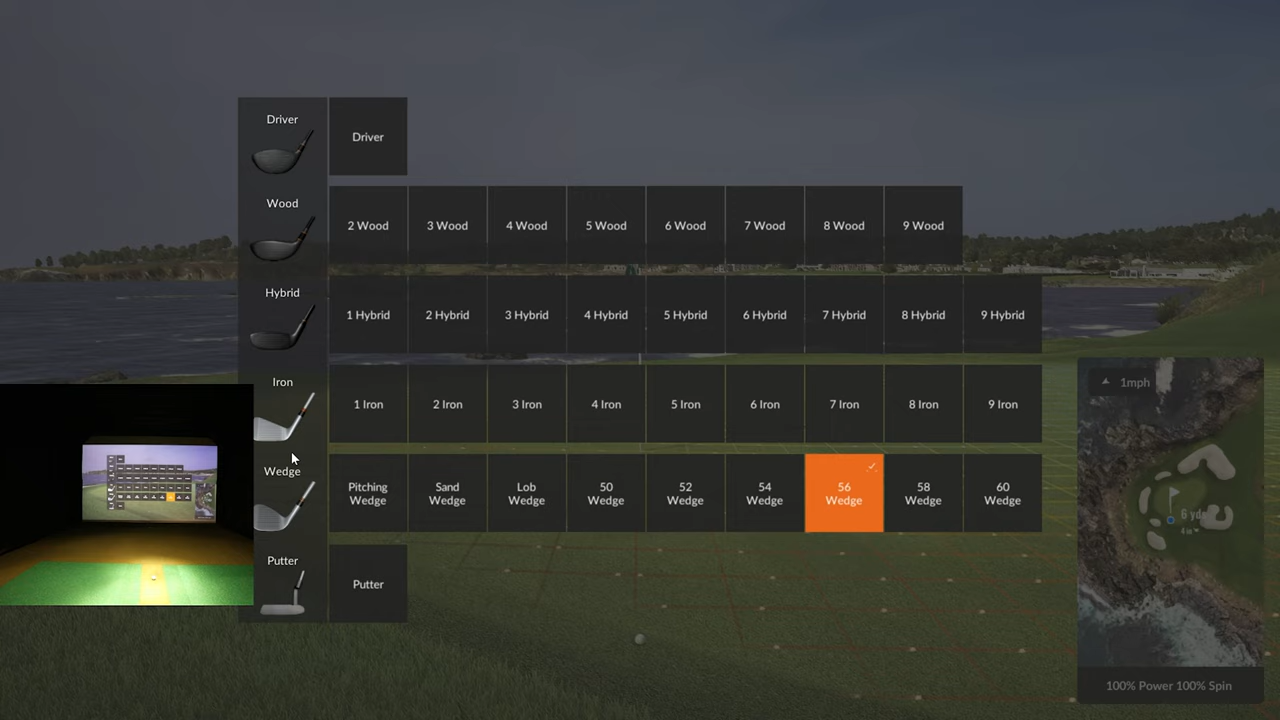 Driver
Driver
Wood
2 Wood
3 Wood
4 Wood
5 Wood
6 Wood
7 Wood
8 Wood
9 Wood
Hybrid
1 Hybrid
2 Hybrid
3 Hybrid
4 Hybrid
5 Hybrid
6 Hybrid
7 Hybrid
8 Hybrid
9 Hybrid
Iron
1 Iron
2 Iron
3 Iron
4 Iron
5 Iron
6 Iron
7 Iron
8 Iron
9 Iron
Wedge
Pitching
Wedge
Sand
Wedge
Lob
Wedge
50
Wedge
52
Wedge
54
Wedge
56
Wedge
58
Wedge
60
Wedge
Putter
Putter
1mph
6 yds
4 in
100% Power 100% Spin